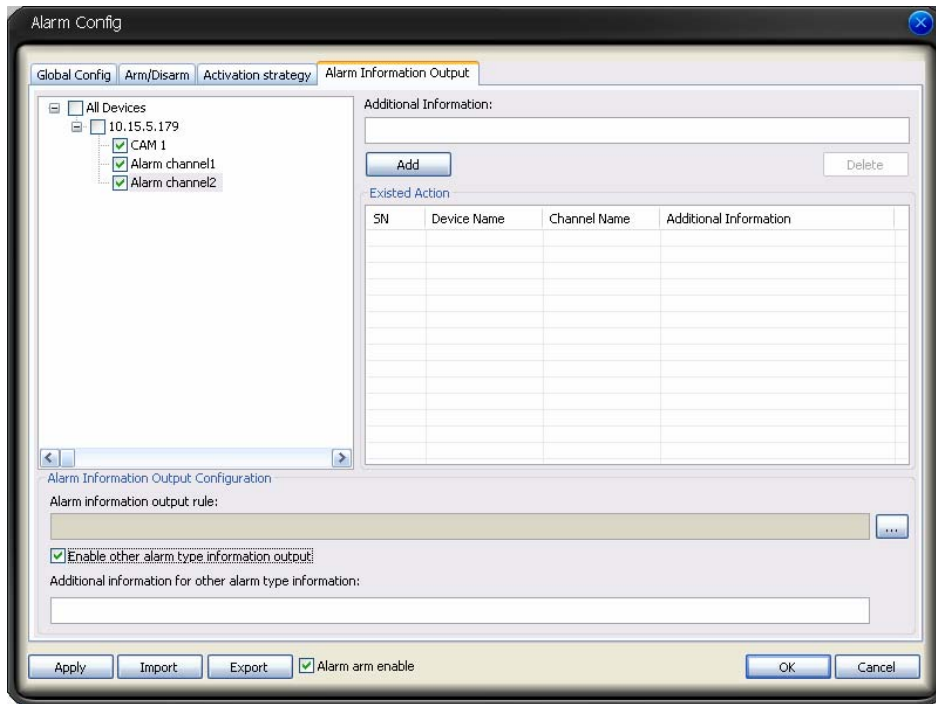 Alarm Config
Global Config Arm/Disarm Activation strategy Alarm Information Output
All Devices
10.15.5.179
CAM 1
Alarm channel1
Alarm channel2
Additional Information:
Add Delete
Existed Action
SN Device Name Channel Name Additional Information
Alarm Information Output Configuration
Alarm information output rule:
...
Enable other alarm type information output
Additional information for other alarm type information:
Apply Import Export Alarm arm enable OK Cancel